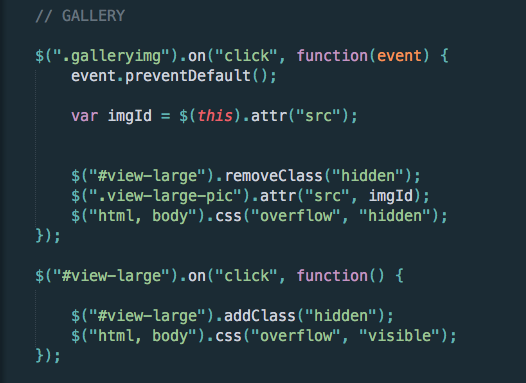 // GALLERY
$(".galleryimg").on("click", function(event) {
event.preventDefault();
var imgId = $(this).attr("src");
$("#view-large").removeClass("hidden");
$(".view-large-pic").attr("src", imgId);
$("html, body").css("overflow", "hidden");
});
$("#view-large").on("click", function() {
$("#view-large").addClass("hidden");
$("html, body").css("overflow", "visible");
});